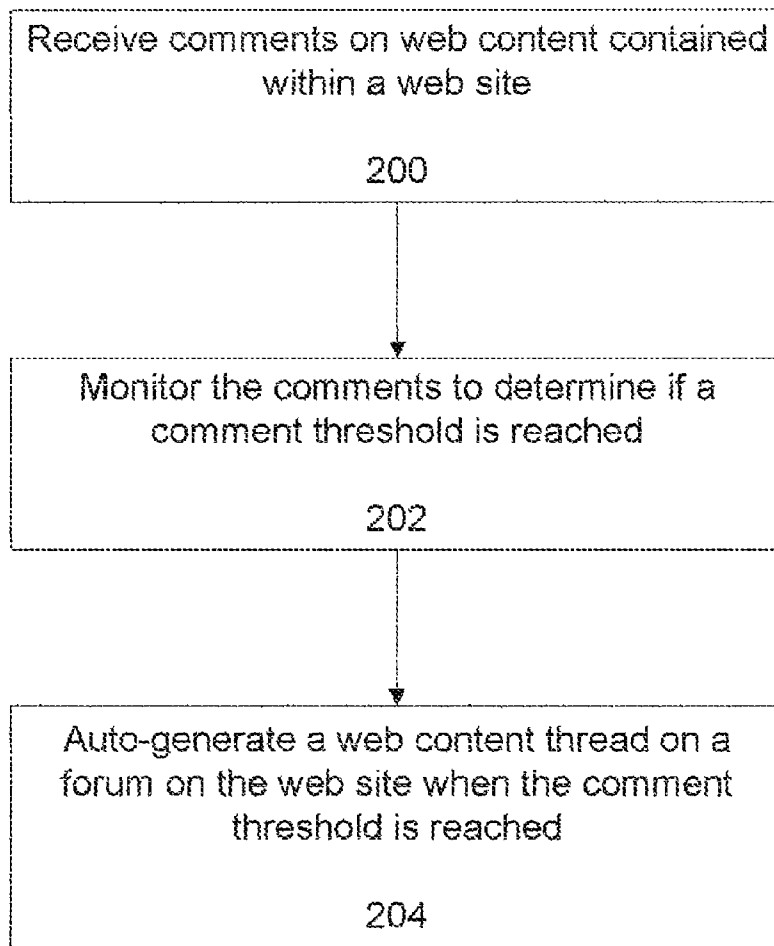 Receive comments on web content contained
within a web site
200
Monitor the comments to determine if a
comment threshold is reached
202
Auto-generate a web content thread on a
forum on the web site when the comment
threshold is reached
204